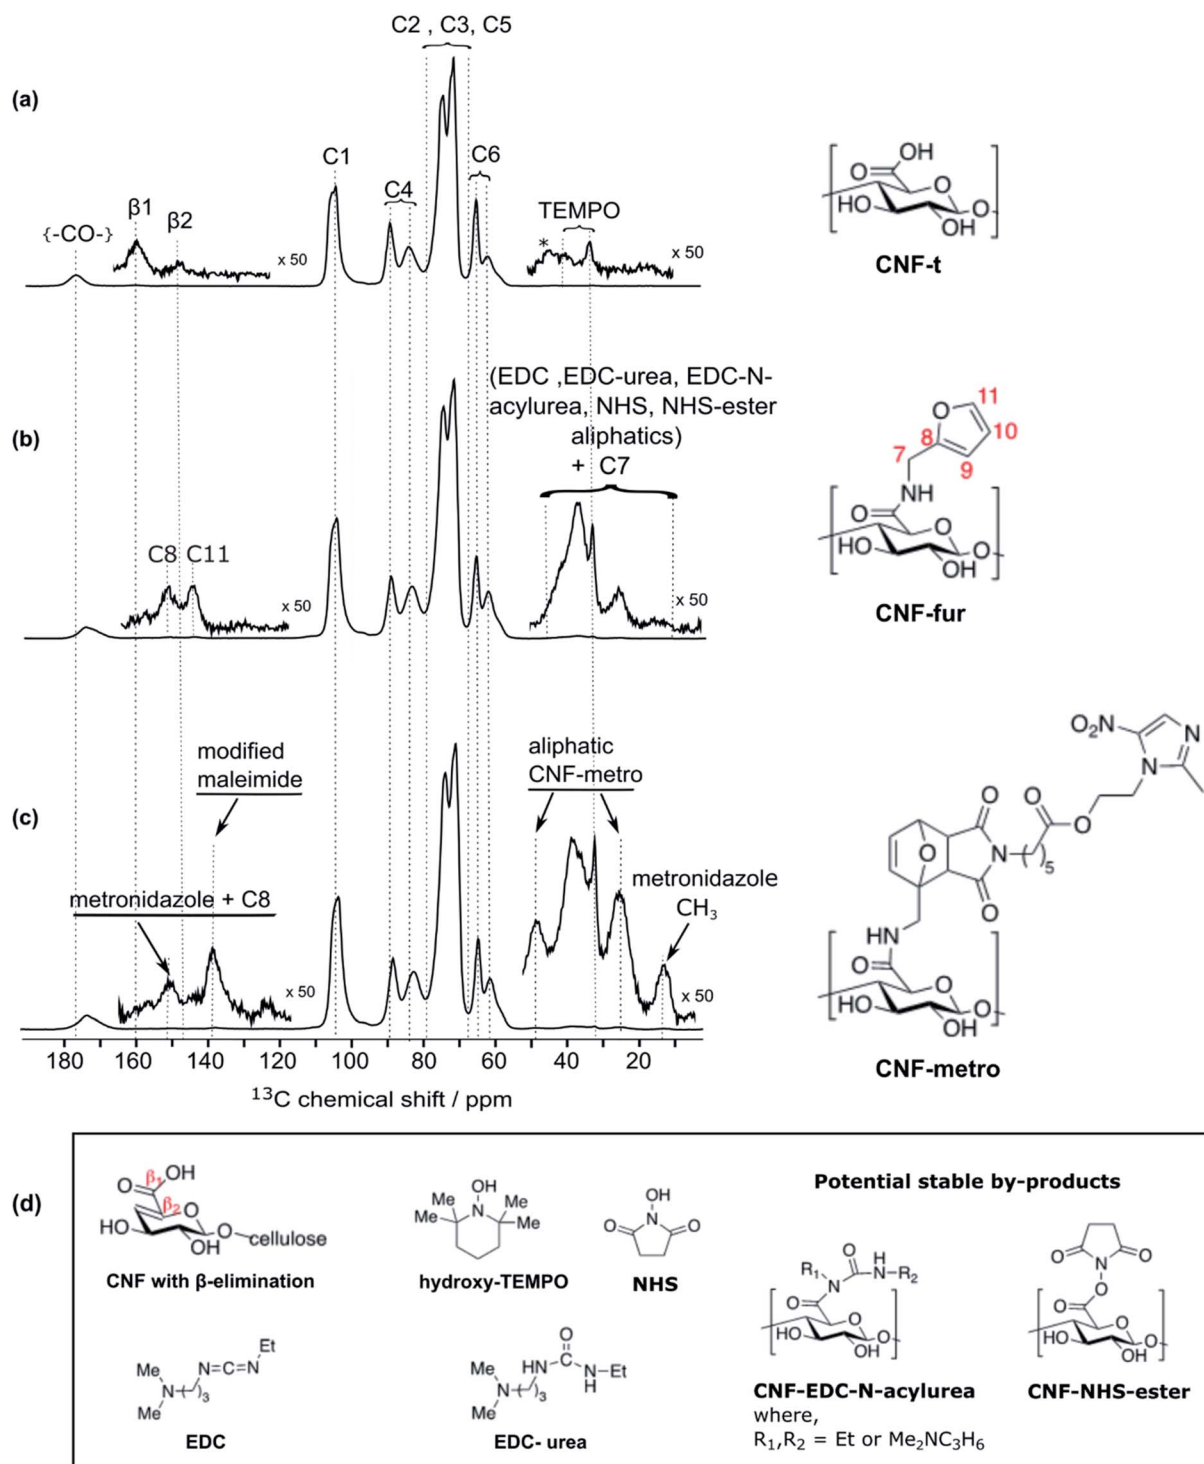 C2 , C3, C5
(a)
C1
C4
C6
β1
β2
{-CO-}
x 50
*
TEMPO
x 50
OH
O
O
HO
OH
O
CNF-t
(EDC ,EDC-urea, EDC-N-
acylurea, NHS, NHS-ester
aliphatics)
+ C7
(b)
C8
C11
x 50
x 50
O
11
10
9
8
7
NH
O
O
HO
OH
O
CNF-fur
modified
maleimide
aliphatic
CNF-metro
(c)
metronidazole + C8
metronidazole
CH3
x 50
x 50
O2N
N
N
O
O
O
O
N
5
O
HN
O
O
HO
OH
O
CNF-metro
180 160 140 120 100 80 60 40 20
13C chemical shift / ppm
(d)
β1
OH
O
β2
O
HO
OH
O
cellulose
CNF with β-elimination
OH
Me
N
Me
Me
Me
hydroxy-TEMPO
OH
O
N
O
NHS
Potential stable by-products
O
R1
N
H
N
R2
O
O
HO
OH
O
CNF-EDC-N-acylurea
where,
R1,R2 = Et or Me2NC3H6
O
N
O
O
O
O
HO
OH
O
CNF-NHS-ester
Me
N
Me
3
N=C=N
Et
EDC
Me
N
Me
3
HN
O
N
H
Et
EDC- urea